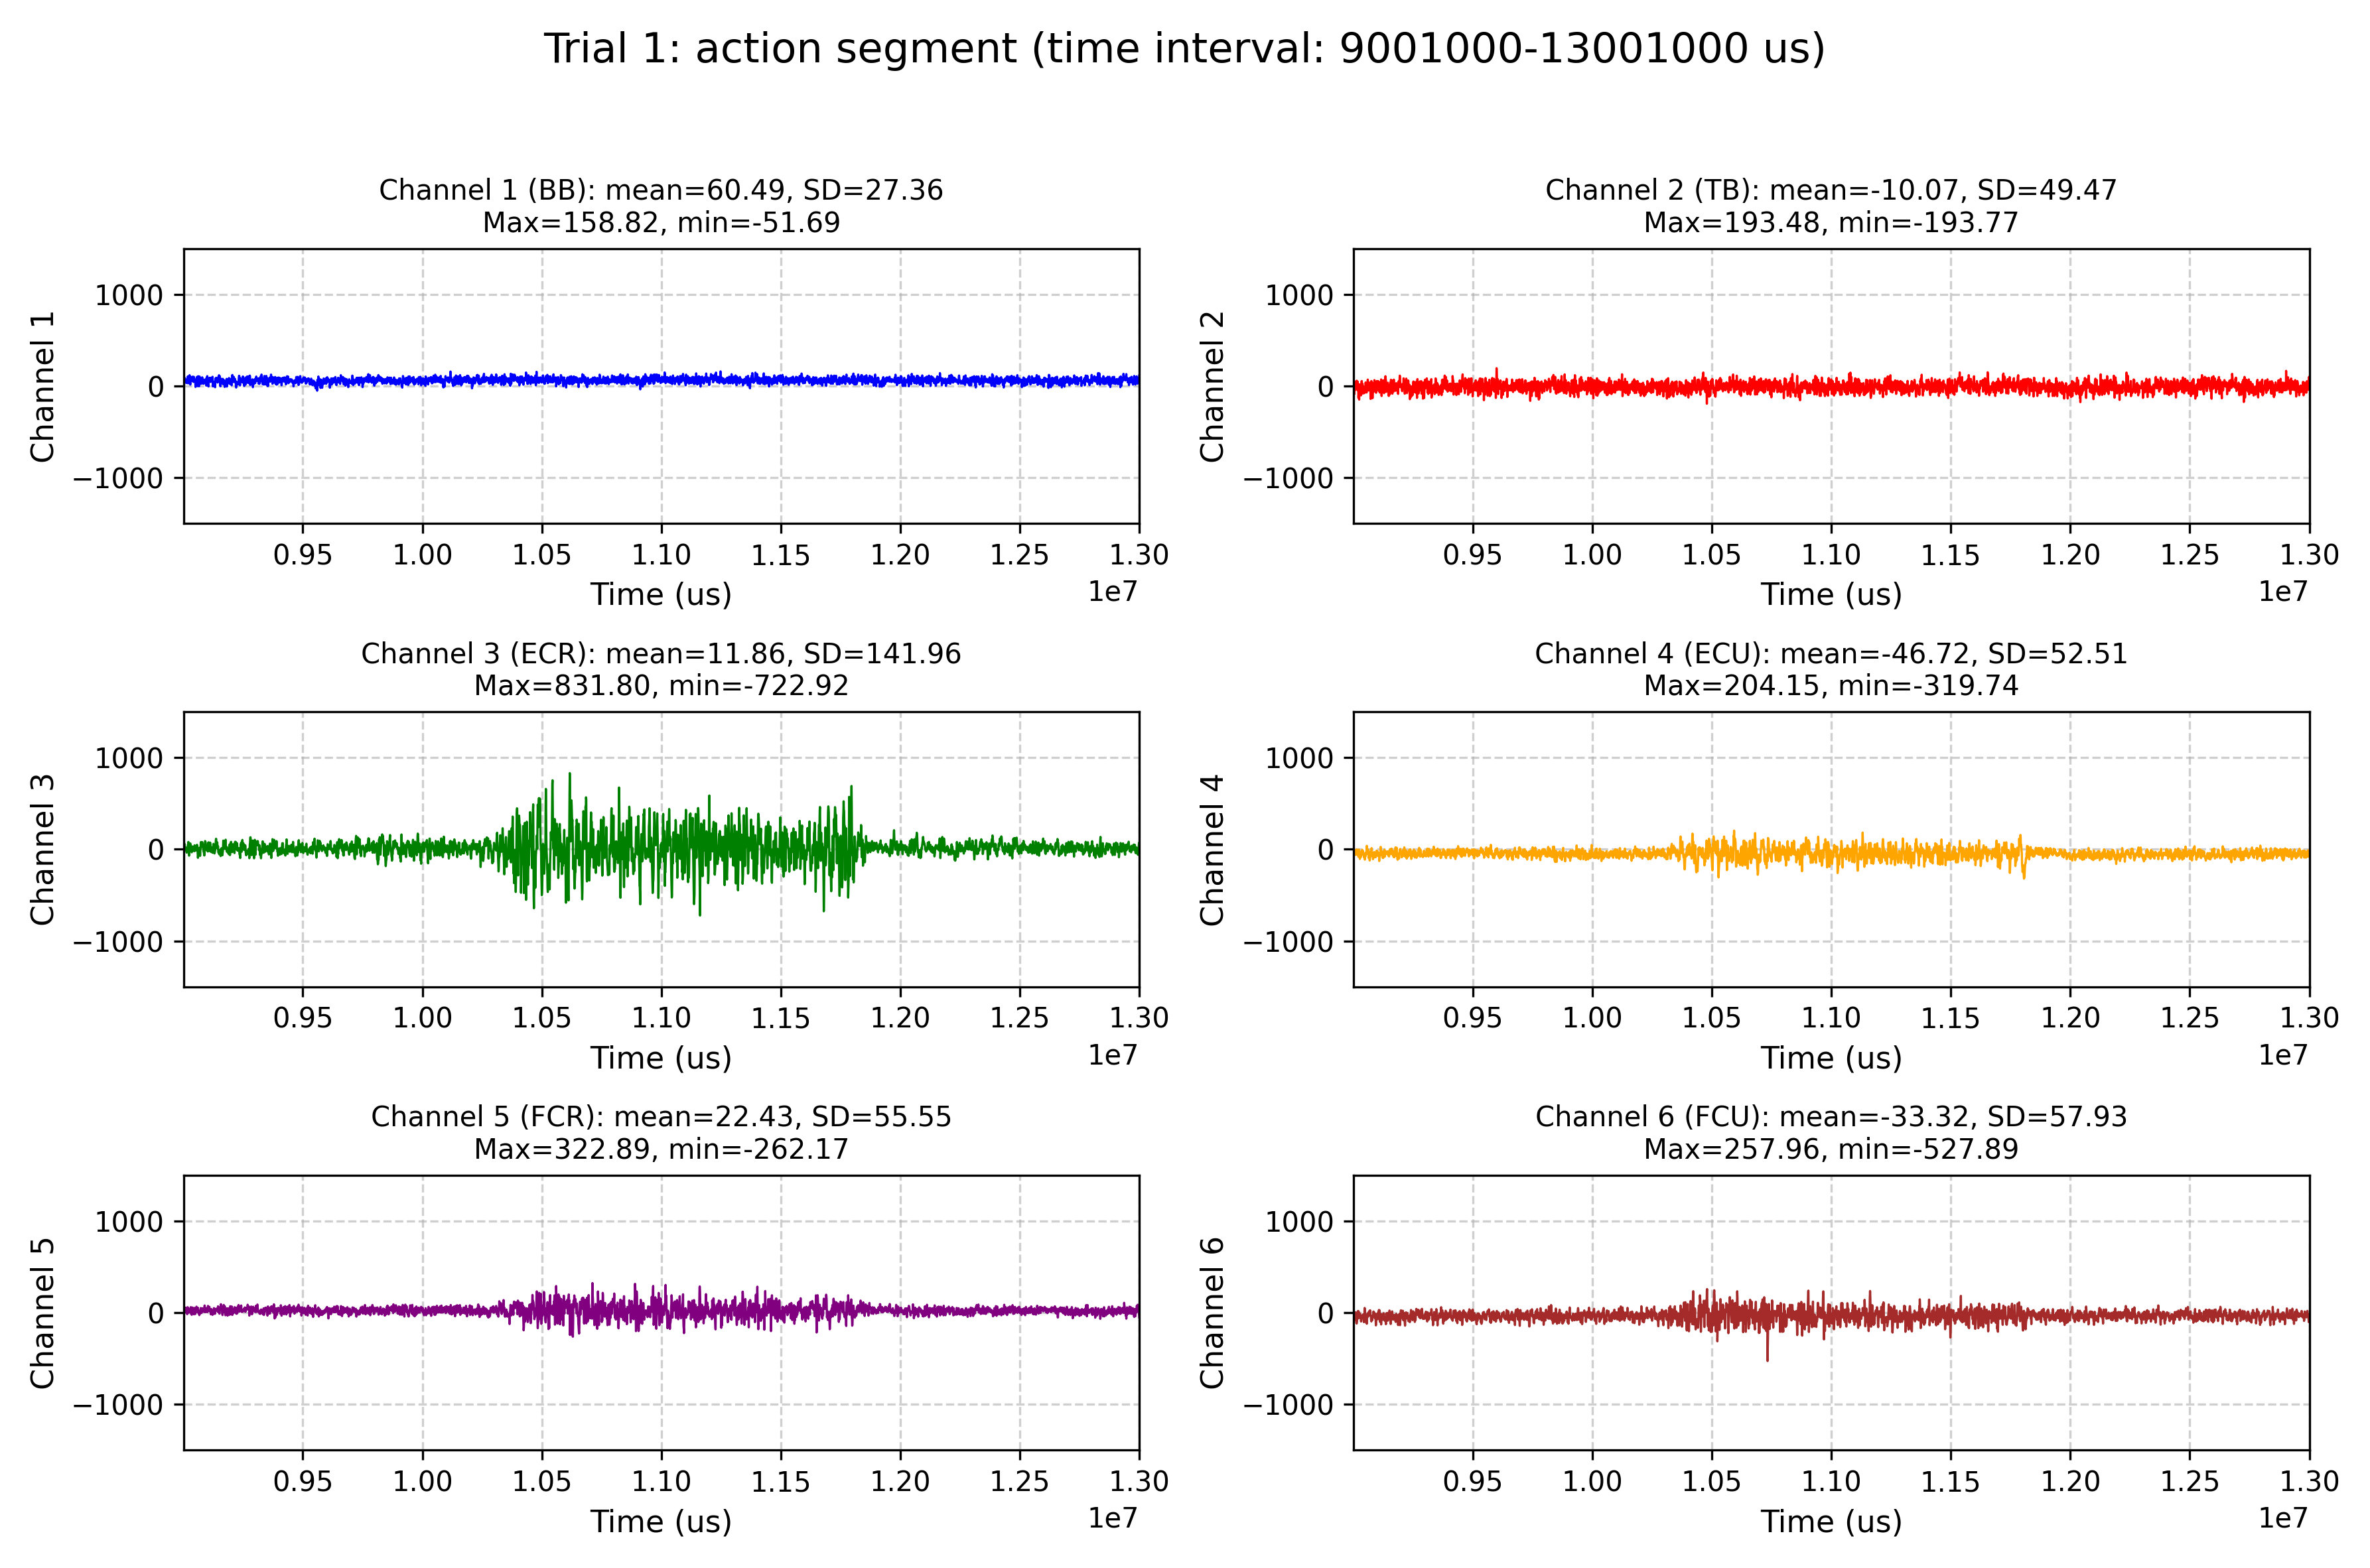 Trial 1: action segment (time interval: 9001000-13001000 us)
Channel 1 (BB): mean=60.49, SD=27.36
Max=158.82, min=-51.69
Channel 1
1000
0
−1000
0.95 1.00 1.05 1.10 1.15 1.20 1.25 1.30
Time (us)
1e7
Channel 2 (TB): mean=-10.07, SD=49.47
Max=193.48, min=-193.77
Channel 2
1000
0
−1000
0.95 1.00 1.05 1.10 1.15 1.20 1.25 1.30
Time (us)
1e7
Channel 3 (ECR): mean=11.86, SD=141.96
Max=831.80, min=-722.92
Channel 3
1000
0
−1000
0.95 1.00 1.05 1.10 1.15 1.20 1.25 1.30
Time (us)
1e7
Channel 4 (ECU): mean=-46.72, SD=52.51
Max=204.15, min=-319.74
Channel 4
1000
0
−1000
0.95 1.00 1.05 1.10 1.15 1.20 1.25 1.30
Time (us)
1e7
Channel 5 (FCR): mean=22.43, SD=55.55
Max=322.89, min=-262.17
Channel 5
1000
0
−1000
0.95 1.00 1.05 1.10 1.15 1.20 1.25 1.30
Time (us)
1e7
Channel 6 (FCU): mean=-33.32, SD=57.93
Max=257.96, min=-527.89
Channel 6
1000
0
−1000
0.95 1.00 1.05 1.10 1.15 1.20 1.25 1.30
Time (us)
1e7